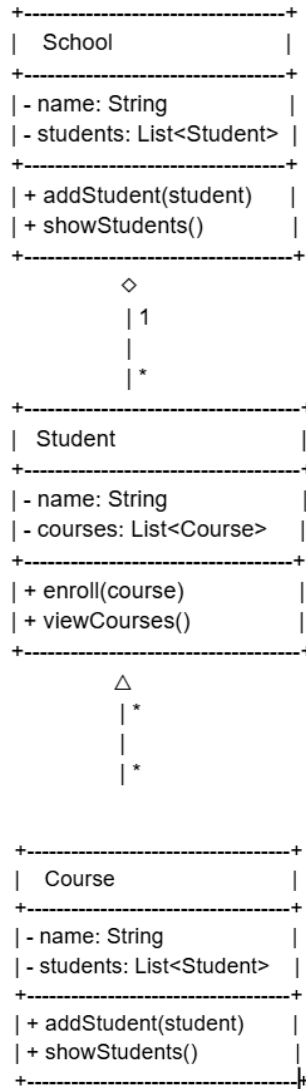 +------------------------------------+
| School |
+------------------------------------+
| - name: String |
| - students: List<Student> |
+------------------------------------+
| + addStudent(student) |
| + showStudents() |
+-------------------------------------+
◇
| 1
|
| *
+--------------------------------------+
| Student |
+--------------------------------------+
| - name: String |
| - courses: List<Course> |
+-------------------------------------+
| + enroll(course) |
| + viewCourses() |
+--------------------------------------+
△
| *
|
| *
+------------------------------------+
| Course |
+------------------------------------+
| - name: String |
| - students: List<Student> |
+------------------------------------+
| + addStudent(student) |
| + showStudents() |
+-------------------------------------+